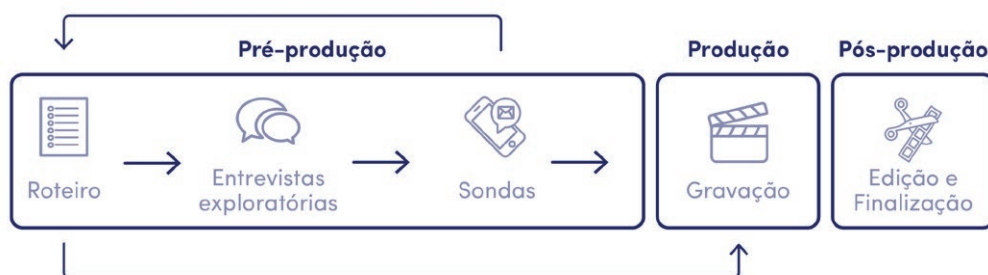 Pré-produção
Produção
Pós-produção
Roteiro
Entrevistas
exploratórias
Sondas
Gravação
Edição e
Finalização